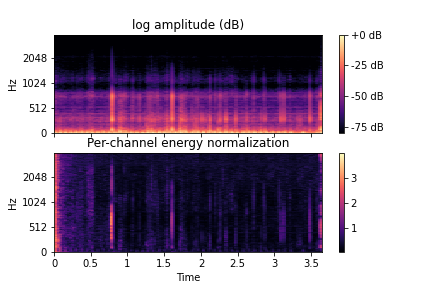 log amplitude (dB)
Hz
2048
1024
512
0
+0 dB
-25 dB
-50 dB
-75 dB
Per-channel energy normalization
Hz
2048
1024
512
0
0 0.5 1 1.5 2 2.5 3 3.5
Time
3
2
1